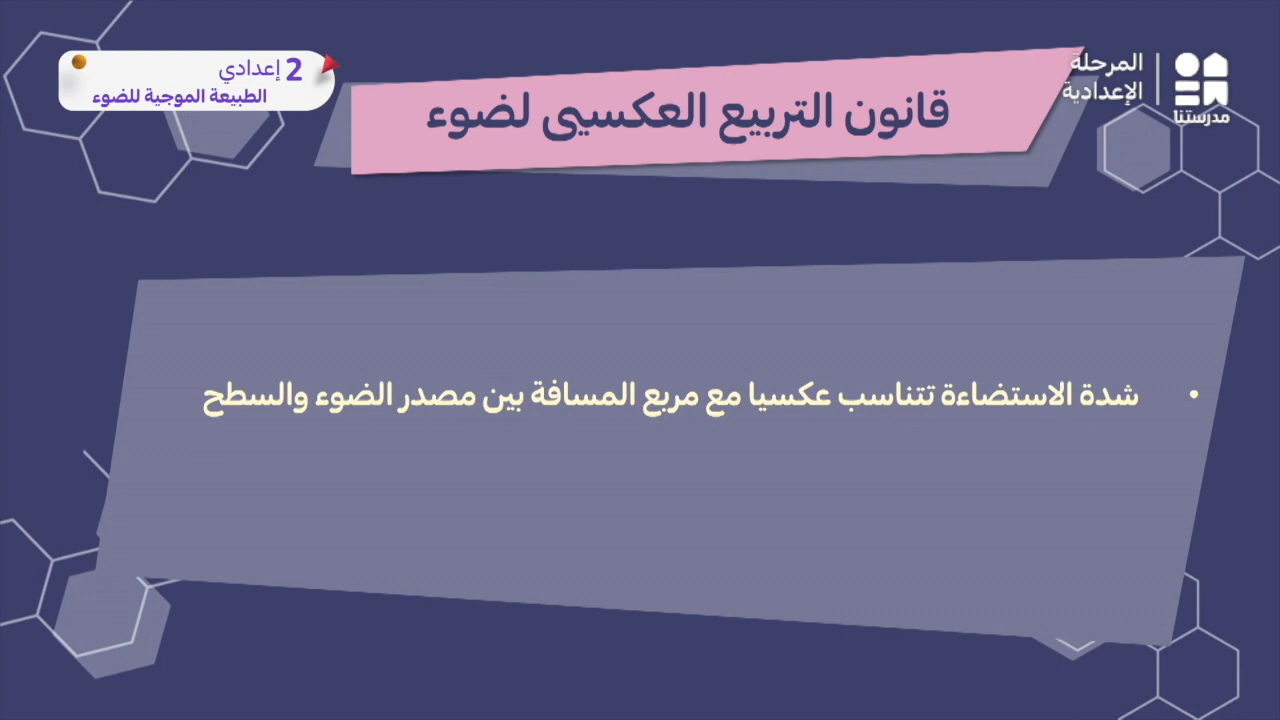 المرحلة
الإعدادية
مدرستنا
2 إعدادي
الطبيعة الموجية للضوء
قانون التربيع العكسيى لضوء
• شدة الاستضاءة تتناسب عكسيا مع مربع المسافة بين مصدر الضوء والسطح